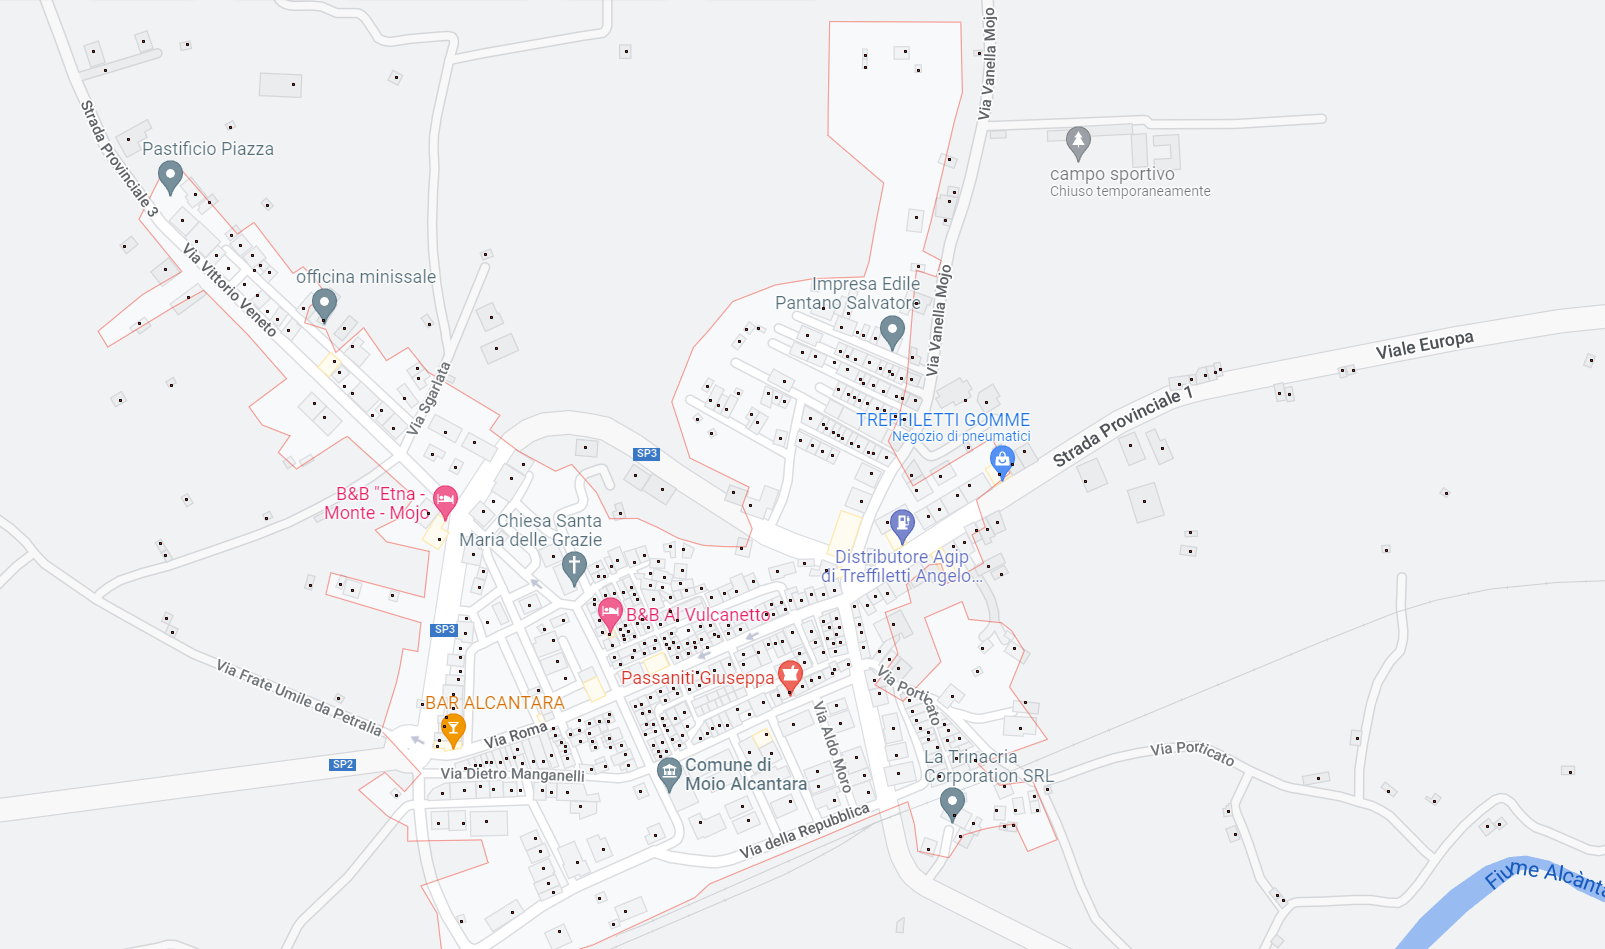 Via Vanella Mojo
Strada Provinciale 3
Pastificio Piazza
campo sportivo
Chiuso temporaneamente
Via Vittorio Veneto
officina minissale
Impresa Edile
Pantano Salvatore
Via Vanella Mojo
Viale Europa
Via Sgarlata
Strada Provinciale 1
TREFFILETTI GOMME
Negozio di pneumatici
SP3
B&B "Etna -
Monte - Mojo
Chiesa Santa
Maria delle Grazie
Distributore Agip
di Treffiletti Angelo...
B&B Al Vulcanetto
SP3
Via Frate Umile da Petralia
Passaniti Giuseppa
Via Porticato
BAR ALCANTARA
Via Roma
Via Aldo Moro
Via Porticato
SP2
Via Dietro Manganelli
Comune di
Moio Alcantara
La Trinacria
Corporation SRL
Via della Repubblica
Fiume Alcànta